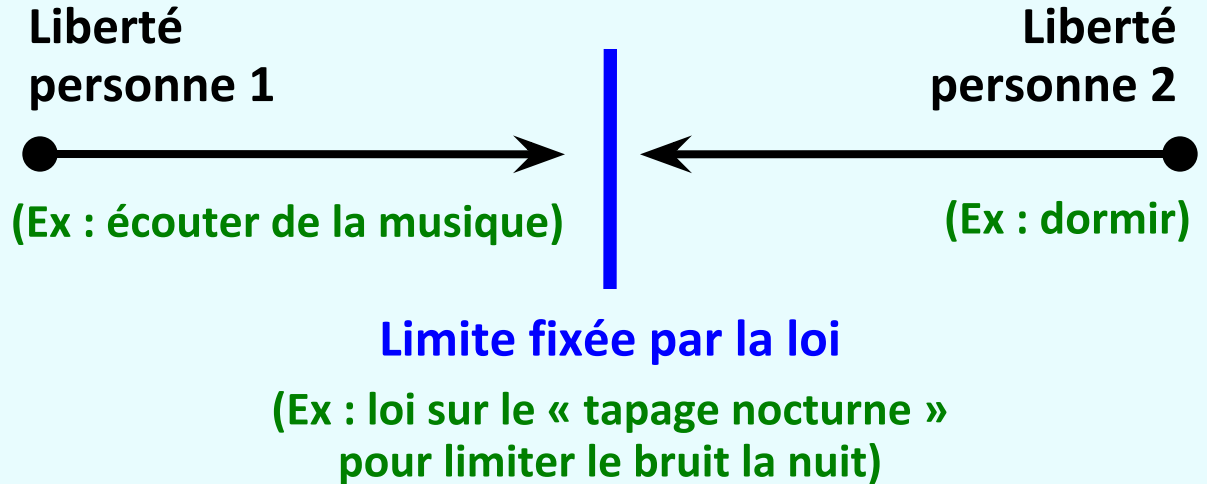 Liberté
personne 1
Liberté
personne 2
(Ex : écouter de la musique)
(Ex : dormir)
Limite fixée par la loi
(Ex : loi sur le « tapage nocturne »
pour limiter le bruit la nuit)